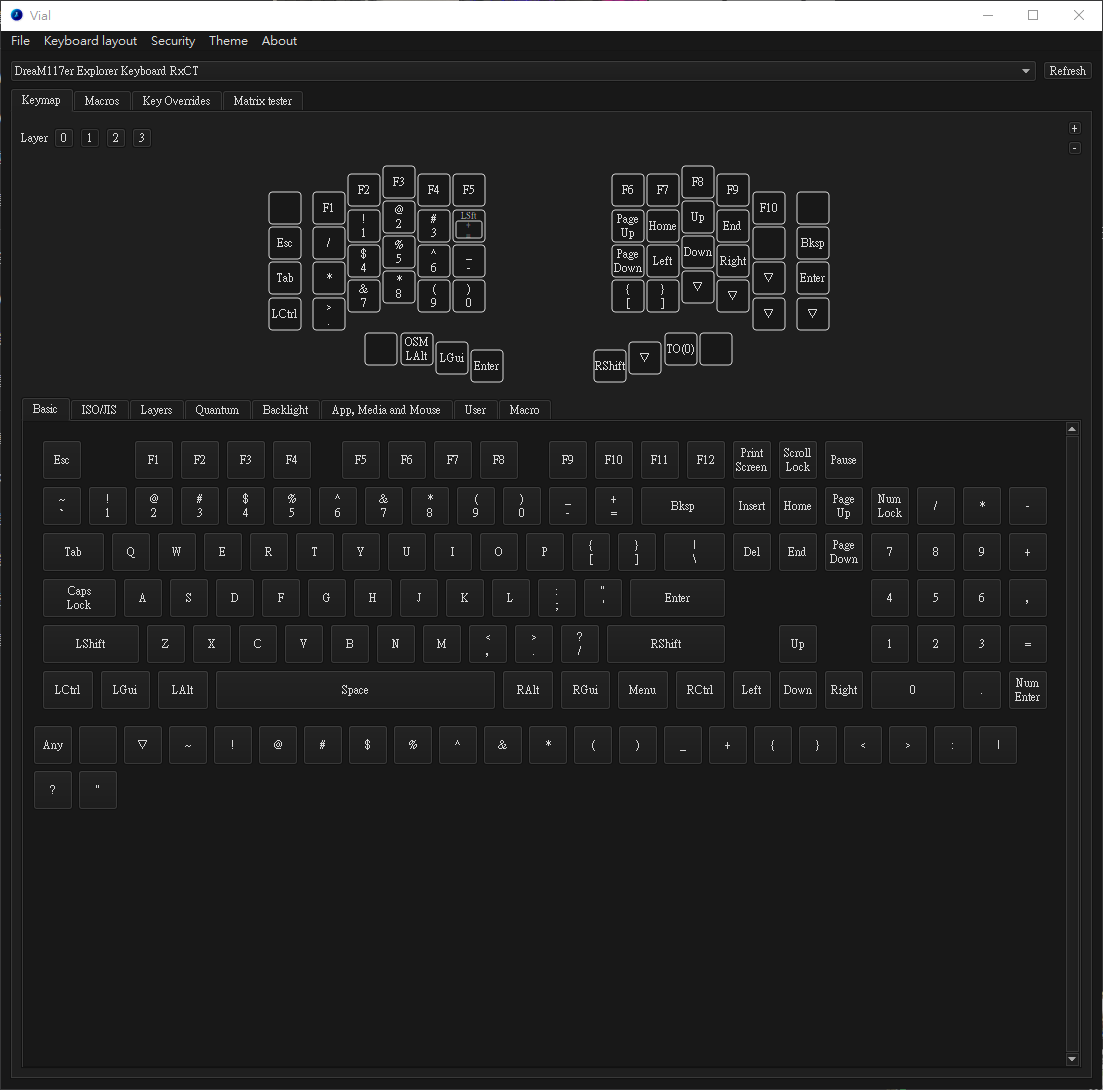 Vial
File Keyboard layout Security Theme About
DreaM117er Explorer Keyboard RxCT Refresh
Keymap Macros Key Overrides Matrix tester
Layer 0 1 2 3
+
-
F1 F2 F3 F4 F5
Esc / ! 1 @ 2 # 3 LSft + =
Tab * $ 4 % 5 ^ 6 _ -
LCtrl > . & 7 * 8 ( 9 ) 0
OSM LAlt LGui Enter
F6 F7 F8 F9 F10
Page Up Home Up End Bksp
Page Down Left Down Right ▽ Enter
{ [ } ] ▽ ▽ ▽ ▽
RShift ▽ TO(0)
Basic ISO/JIS Layers Quantum Backlight App, Media and Mouse User Macro
Esc F1 F2 F3 F4 F5 F6 F7 F8 F9 F10 F11 F12 Print Screen Scroll Lock Pause
~ ` ! 1 @ 2 # 3 $ 4 % 5 ^ 6 & 7 * 8 ( 9 ) 0 _ - + = Bksp Insert Home Page Up Num Lock / * -
Tab Q W E R T Y U I O P { [ } ] | \ Del End Page Down 7 8 9 +
Caps Lock A S D F G H J K L : ; " ' Enter 4 5 6 ,
LShift Z X C V B N M < , > . ? / RShift Up 1 2 3 =
LCtrl LGui LAlt Space RAlt RGui Menu RCtrl Left Down Right 0 . Num Enter
Any ▽ ~ ! @ # $ % ^ & * ( ) _ + { } < > : |
? "